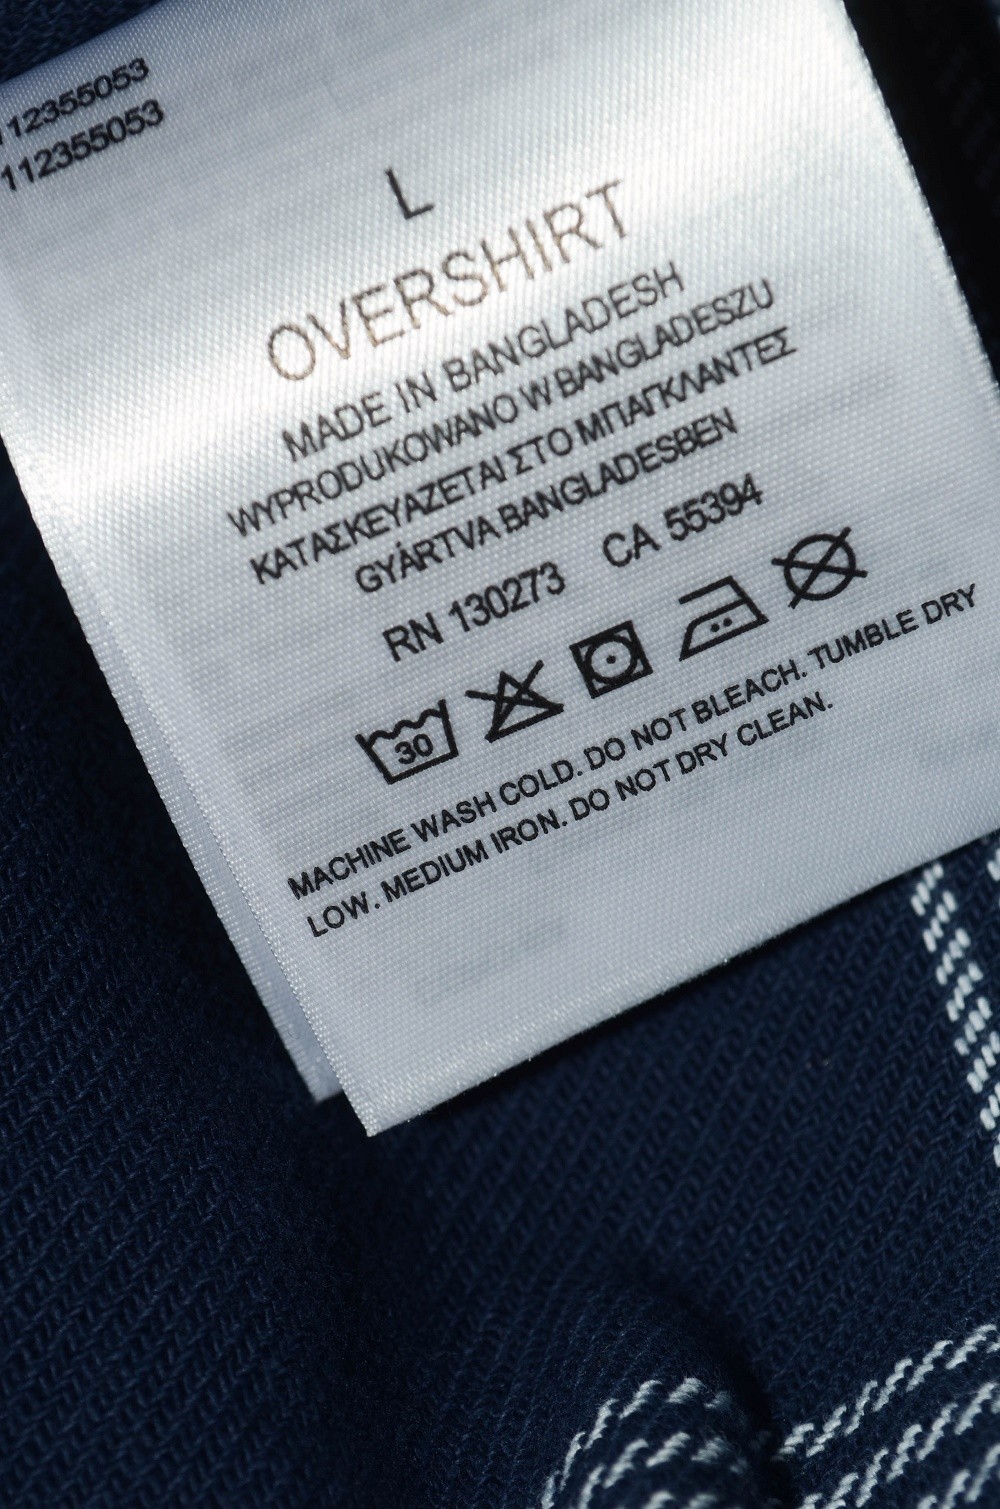 112355053
112355053
L
OVERSHIRT
MADE IN BANGLADESH
WYPRODUKOWANO W BANGLADESZU
ΚΑΤΑΣΚΕΥΑΖΕΤΑΙ ΣΤΟ ΜΠΑΓΚΛΑΝΤΕΣ
GYÁRTVA BANGLADESBEN
RN 130273 CA 55394
30
MACHINE WASH COLD. DO NOT BLEACH. TUMBLE DRY
LOW. MEDIUM IRON. DO NOT DRY CLEAN.